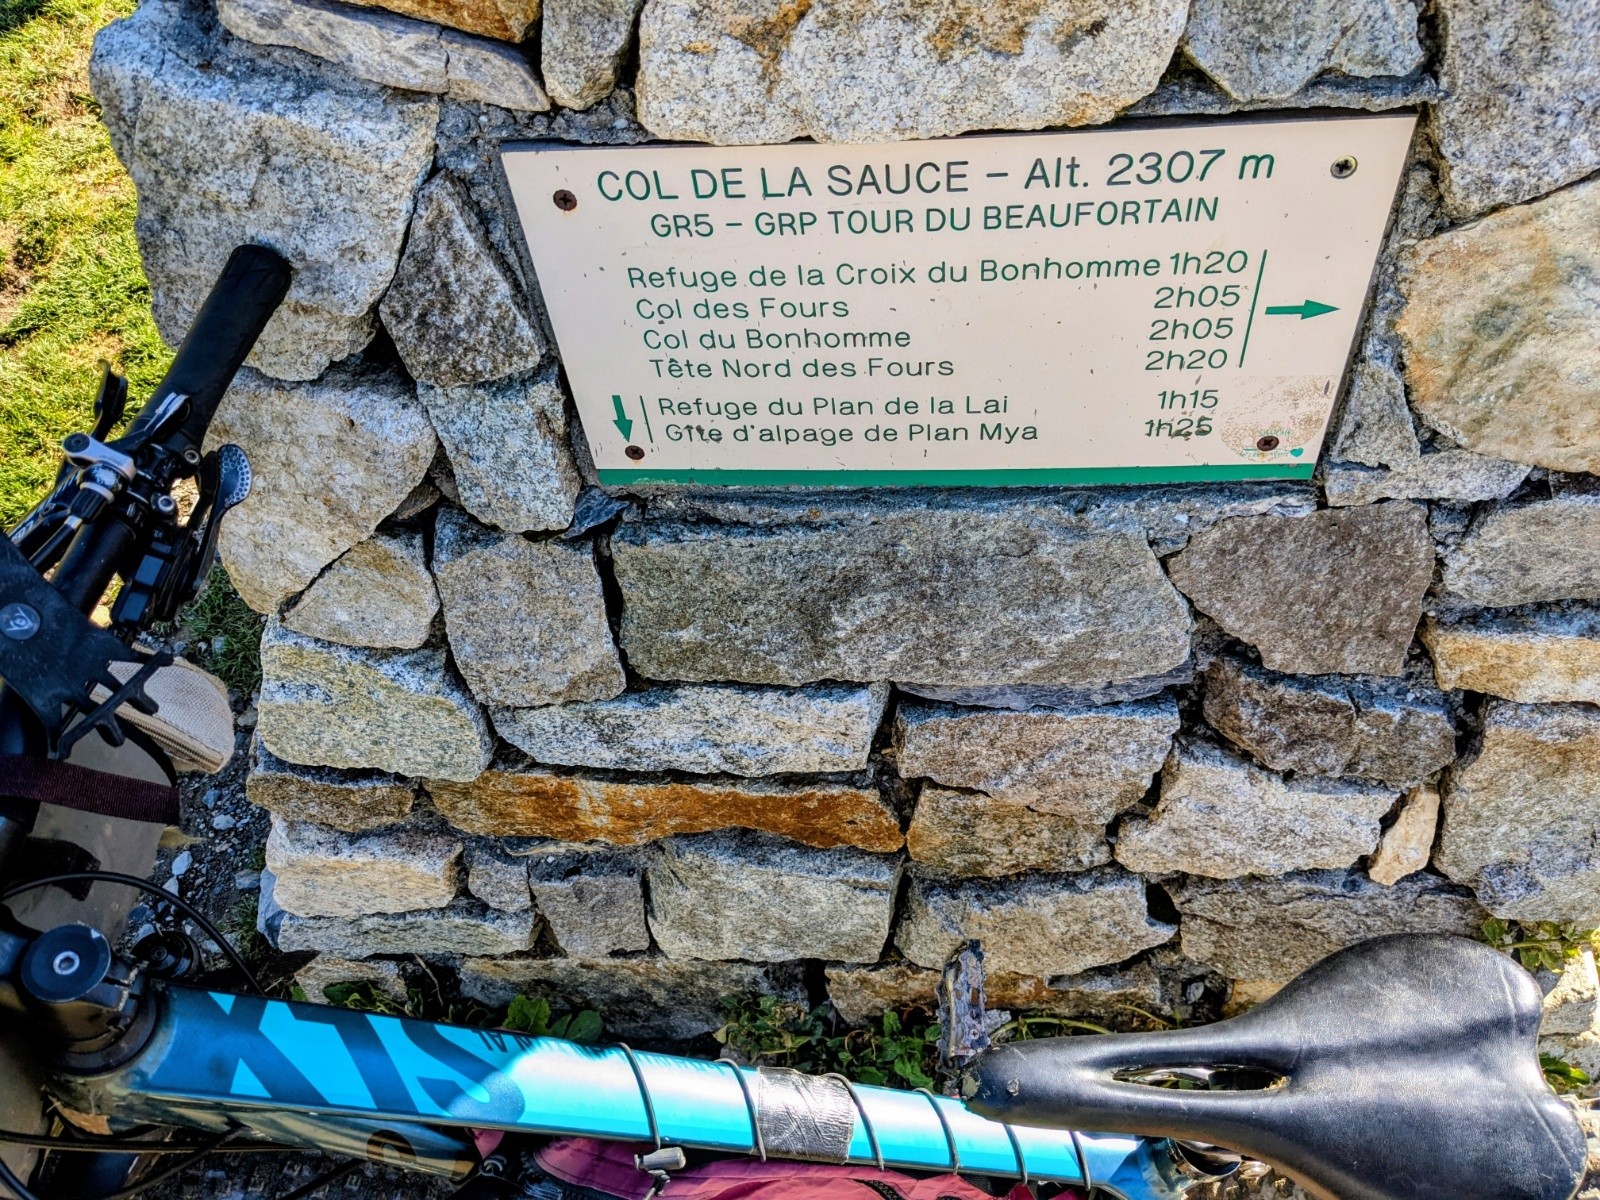 COL DE LA SAUCE – Alt. 2307 m
GR5 – GRP TOUR DU BEAUFORTAIN
Refuge de la Croix du Bonhomme 1h20
Col des Fours 2h05
Col du Bonhomme 2h05
Tête Nord des Fours 2h20
Refuge du Plan de la Lai 1h15
Gîte d'alpage de Plan Mya 1h25
SLX